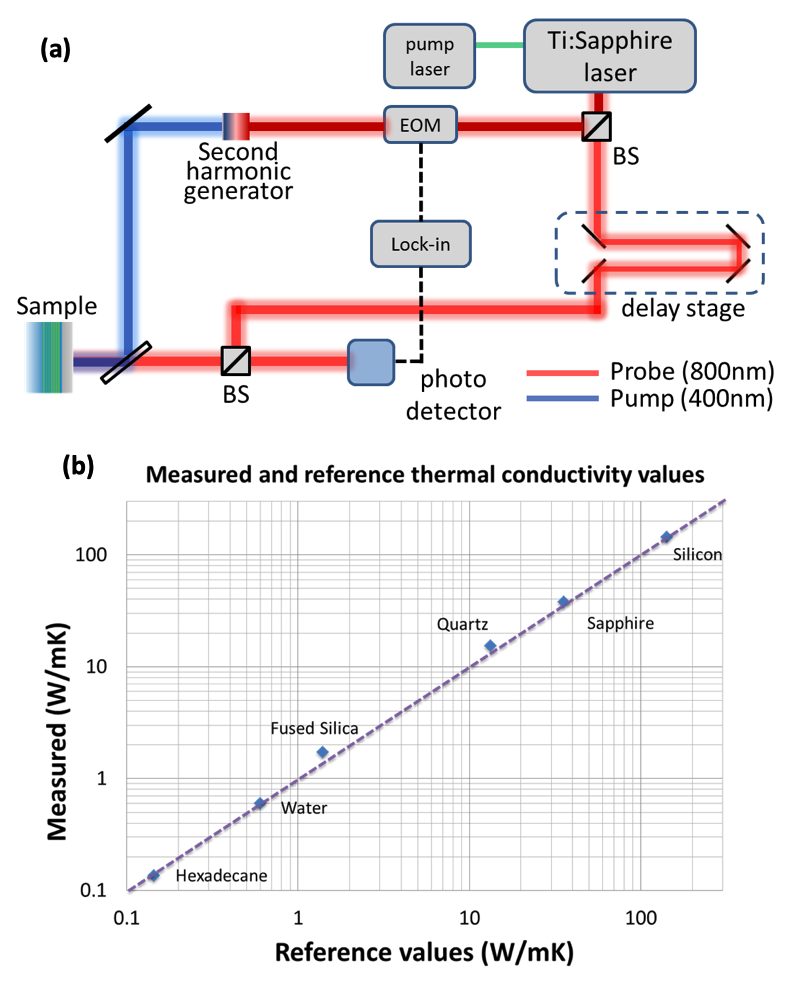 (a)
pump
laser
Ti:Sapphire
laser
EOM
BS
Second
harmonic
generator
Lock-in
Sample
delay stage
BS
photo
detector
Probe (800nm)
Pump (400nm)
(b)
Measured and reference thermal conductivity values
Measured (W/mK)
100
10
1
0.1
Silicon
Sapphire
Quartz
Fused Silica
Water
Hexadecane
0.1
1
10
100
Reference values (W/mK)